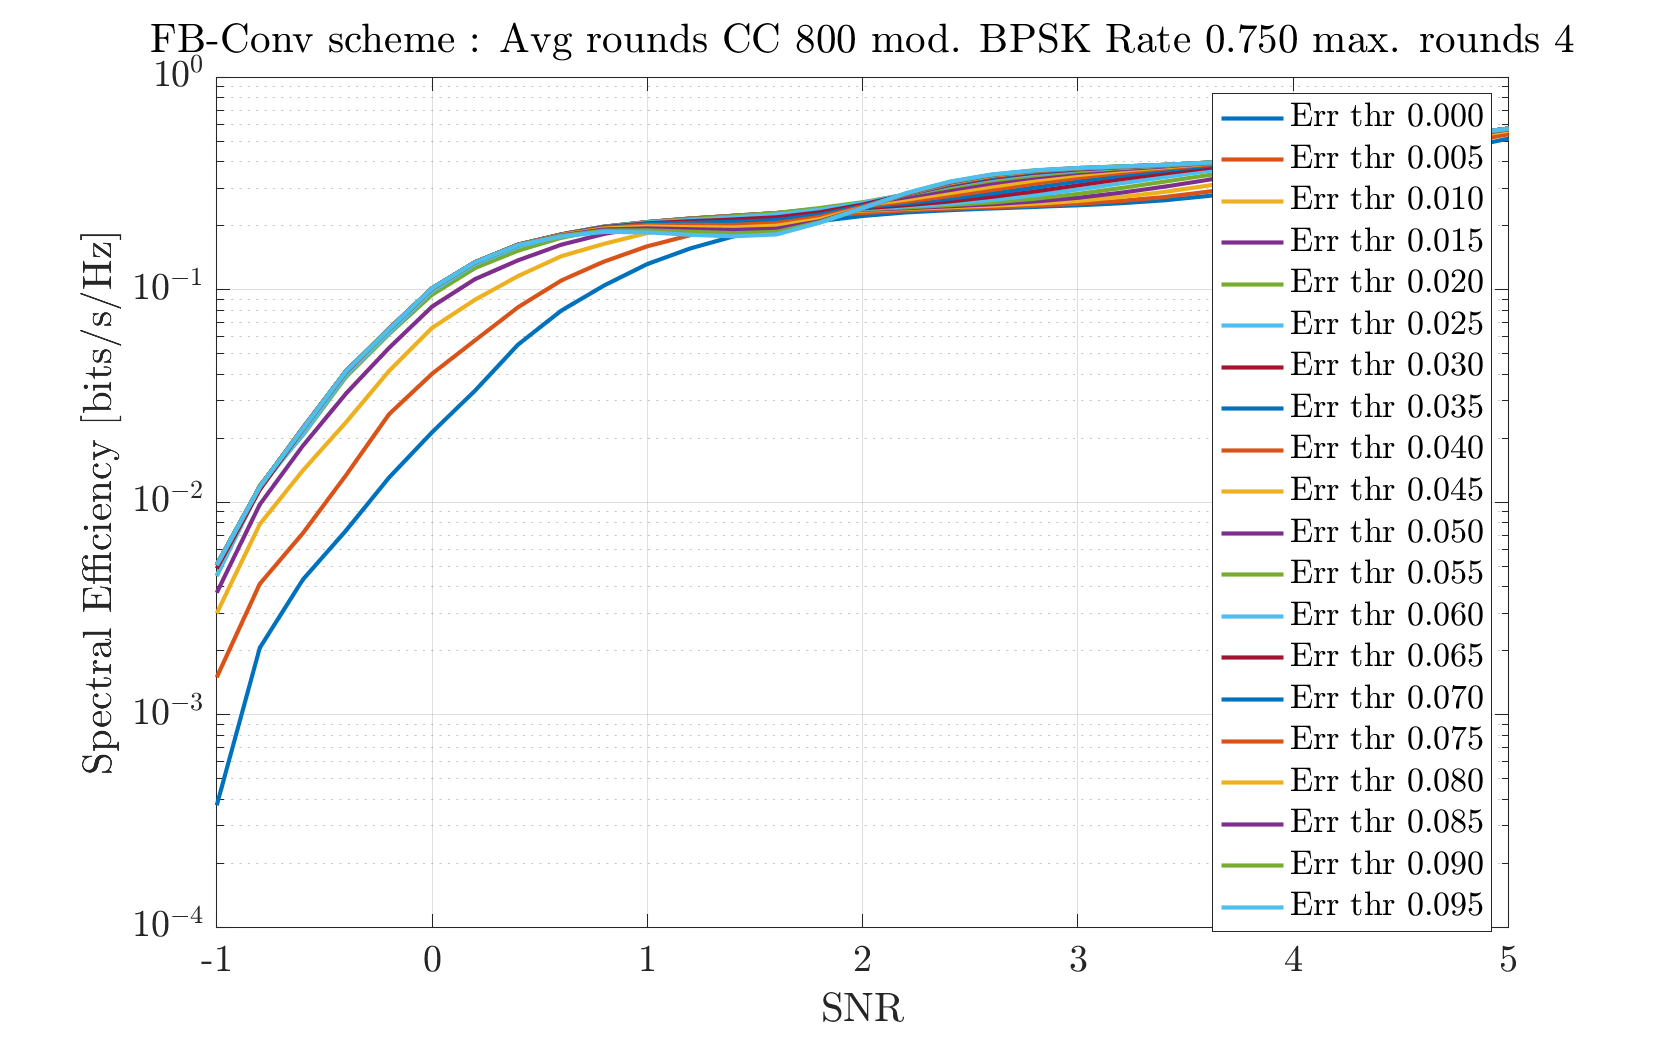 FB-Conv scheme : Avg rounds CC 800 mod. BPSK Rate 0.750 max. rounds 4
Spectral Efficiency [bits/s/Hz]
10^0
10^-1
10^-2
10^-3
10^-4
-1 0 1 2 3 4 5
SNR
Err thr 0.000
Err thr 0.005
Err thr 0.010
Err thr 0.015
Err thr 0.020
Err thr 0.025
Err thr 0.030
Err thr 0.035
Err thr 0.040
Err thr 0.045
Err thr 0.050
Err thr 0.055
Err thr 0.060
Err thr 0.065
Err thr 0.070
Err thr 0.075
Err thr 0.080
Err thr 0.085
Err thr 0.090
Err thr 0.095